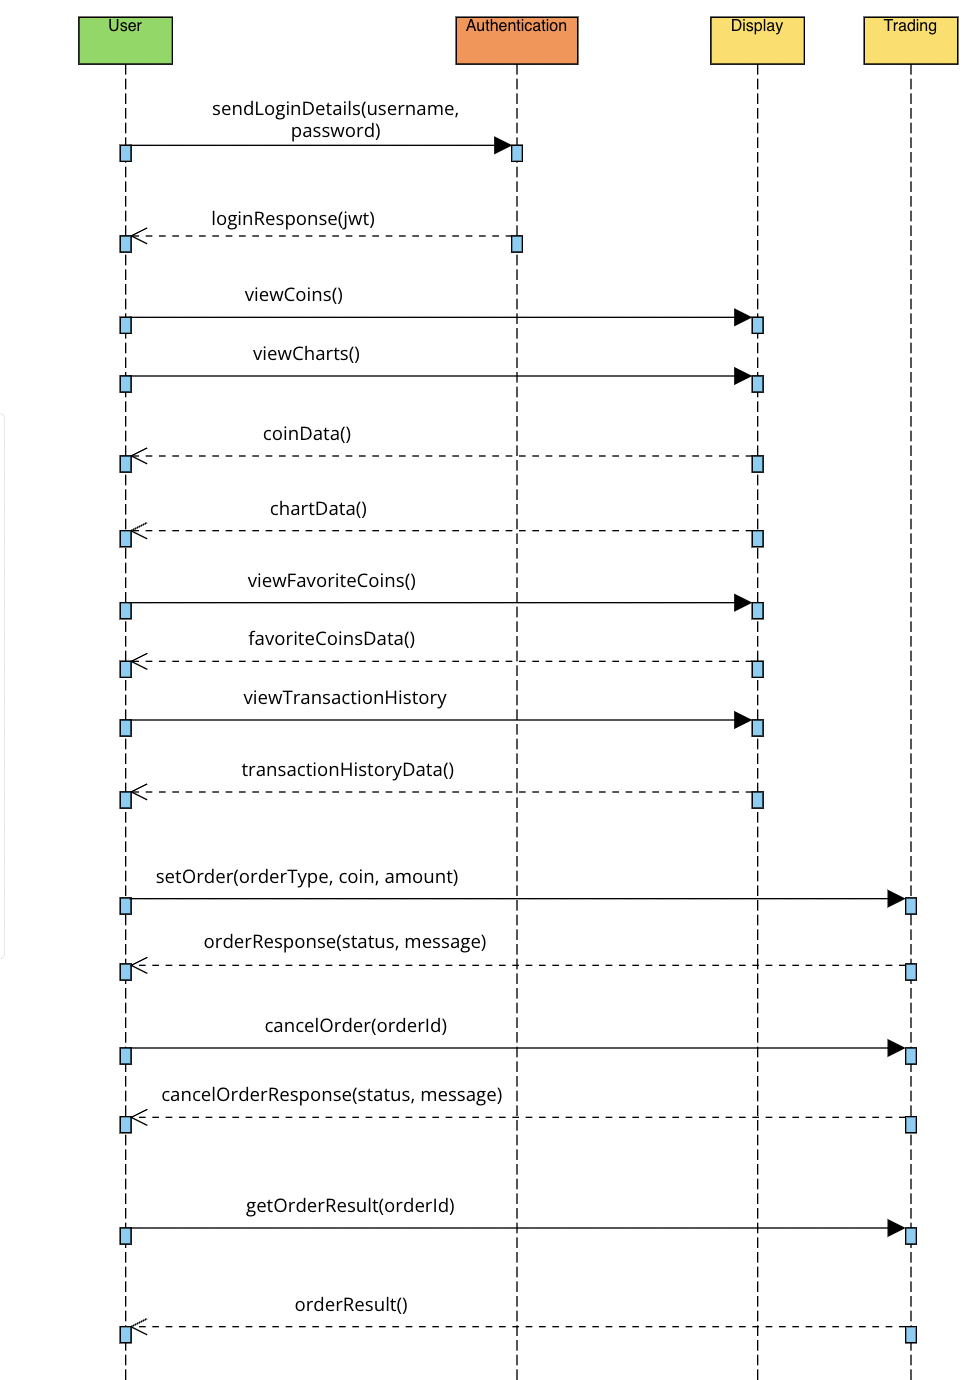 User
Authentication
Display
Trading
sendLoginDetails(username,
password)
loginResponse(jwt)
viewCoins()
viewCharts()
coinData()
chartData()
viewFavoriteCoins()
favoriteCoinsData()
viewTransactionHistory
transactionHistoryData()
setOrder(orderType, coin, amount)
orderResponse(status, message)
cancelOrder(orderId)
cancelOrderResponse(status, message)
getOrderResult(orderId)
orderResult()